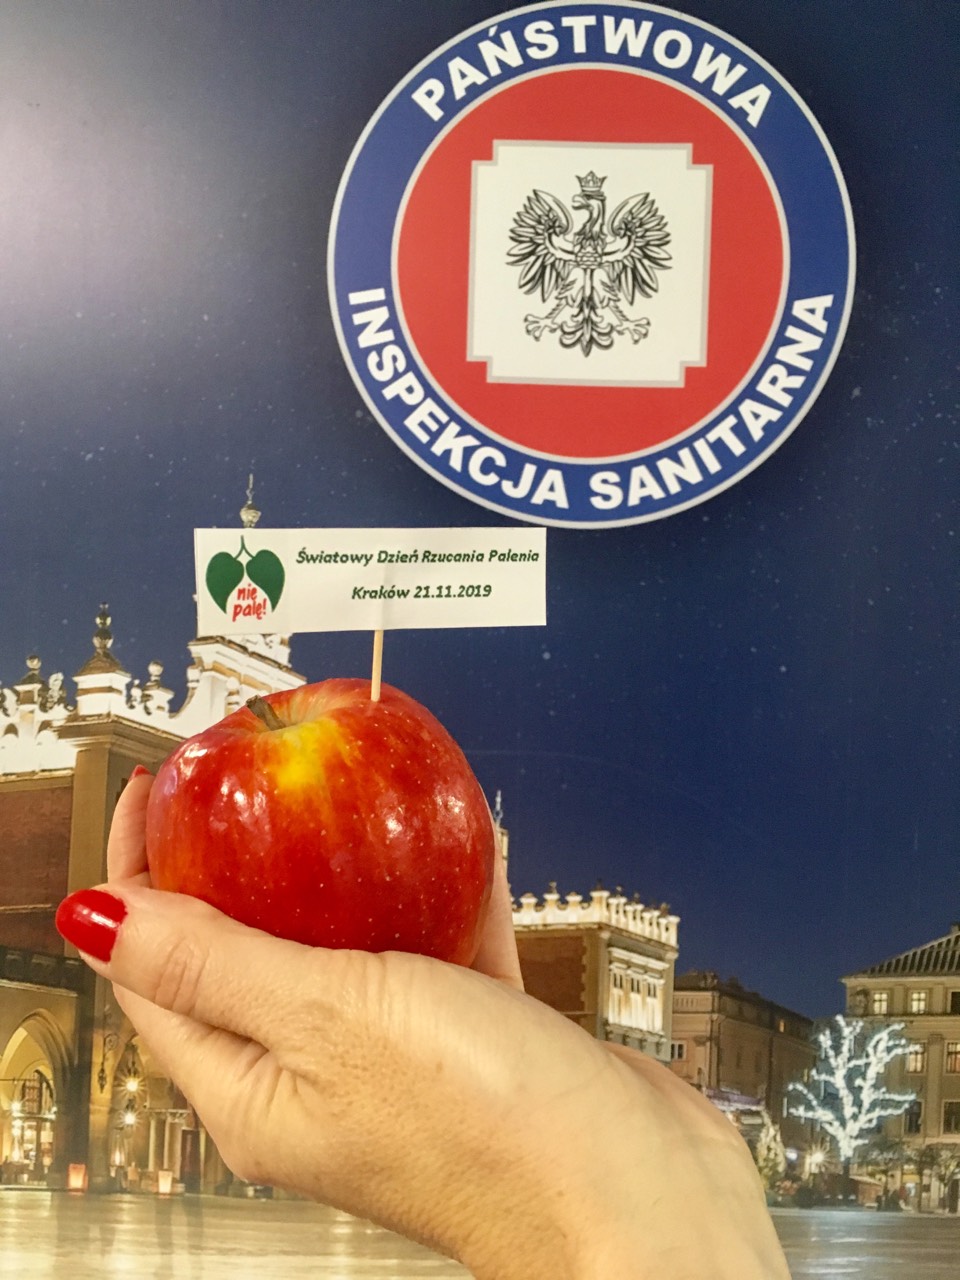 PAŃSTWOWA
INSPEKCJA SANITARNA
Światowy Dzień Rzucania Palenia
Kraków 21.11.2019
nie
palę!